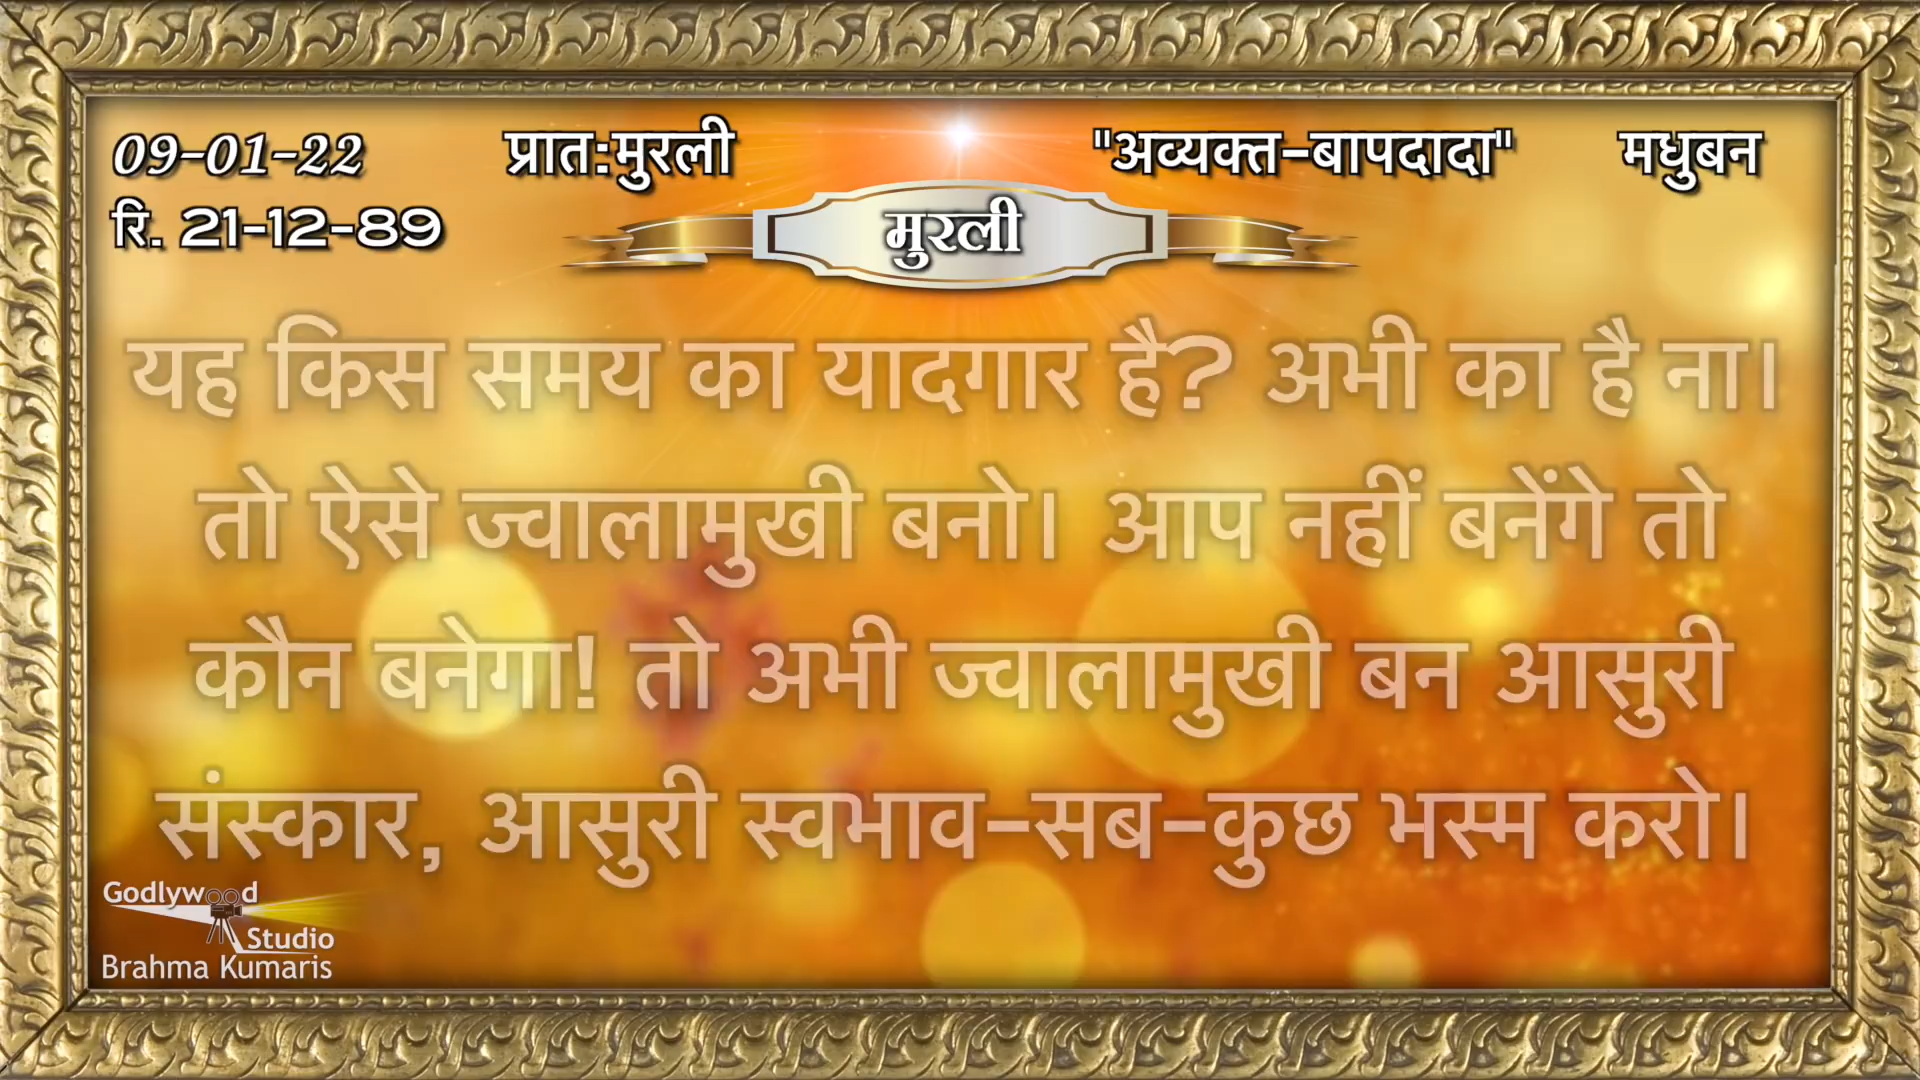 09-01-22 प्रात:मुरली "अव्यक्त-बापदादा" मधुबन
रि. 21-12-89
मुरली
यह किस समय का यादगार है? अभी का है ना।
तो ऐसे ज्वालामुखी बनो। आप नहीं बनेंगे तो
कौन बनेगा! तो अभी ज्वालामुखी बन आसुरी
संस्कार, आसुरी स्वभाव-सब-कुछ भस्म करो।
Godlywood
Studio
Brahma Kumaris